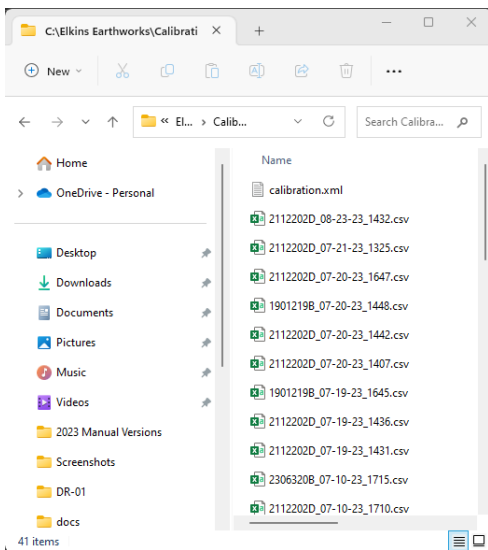 C:\Elkins Earthworks\Calibrati
New
« El... > Calib...
Search Calibra...
Home
OneDrive - Personal
Desktop
Downloads
Documents
Pictures
Music
Videos
2023 Manual Versions
Screenshots
DR-01
docs
Name
calibration.xml
2112202D_08-23-23_1432.csv
2112202D_07-21-23_1325.csv
2112202D_07-20-23_1647.csv
1901219B_07-20-23_1448.csv
2112202D_07-20-23_1442.csv
2112202D_07-20-23_1407.csv
1901219B_07-19-23_1645.csv
2112202D_07-19-23_1436.csv
2112202D_07-19-23_1431.csv
2306320B_07-10-23_1715.csv
2112202D_07-10-23_1710.csv
41 items